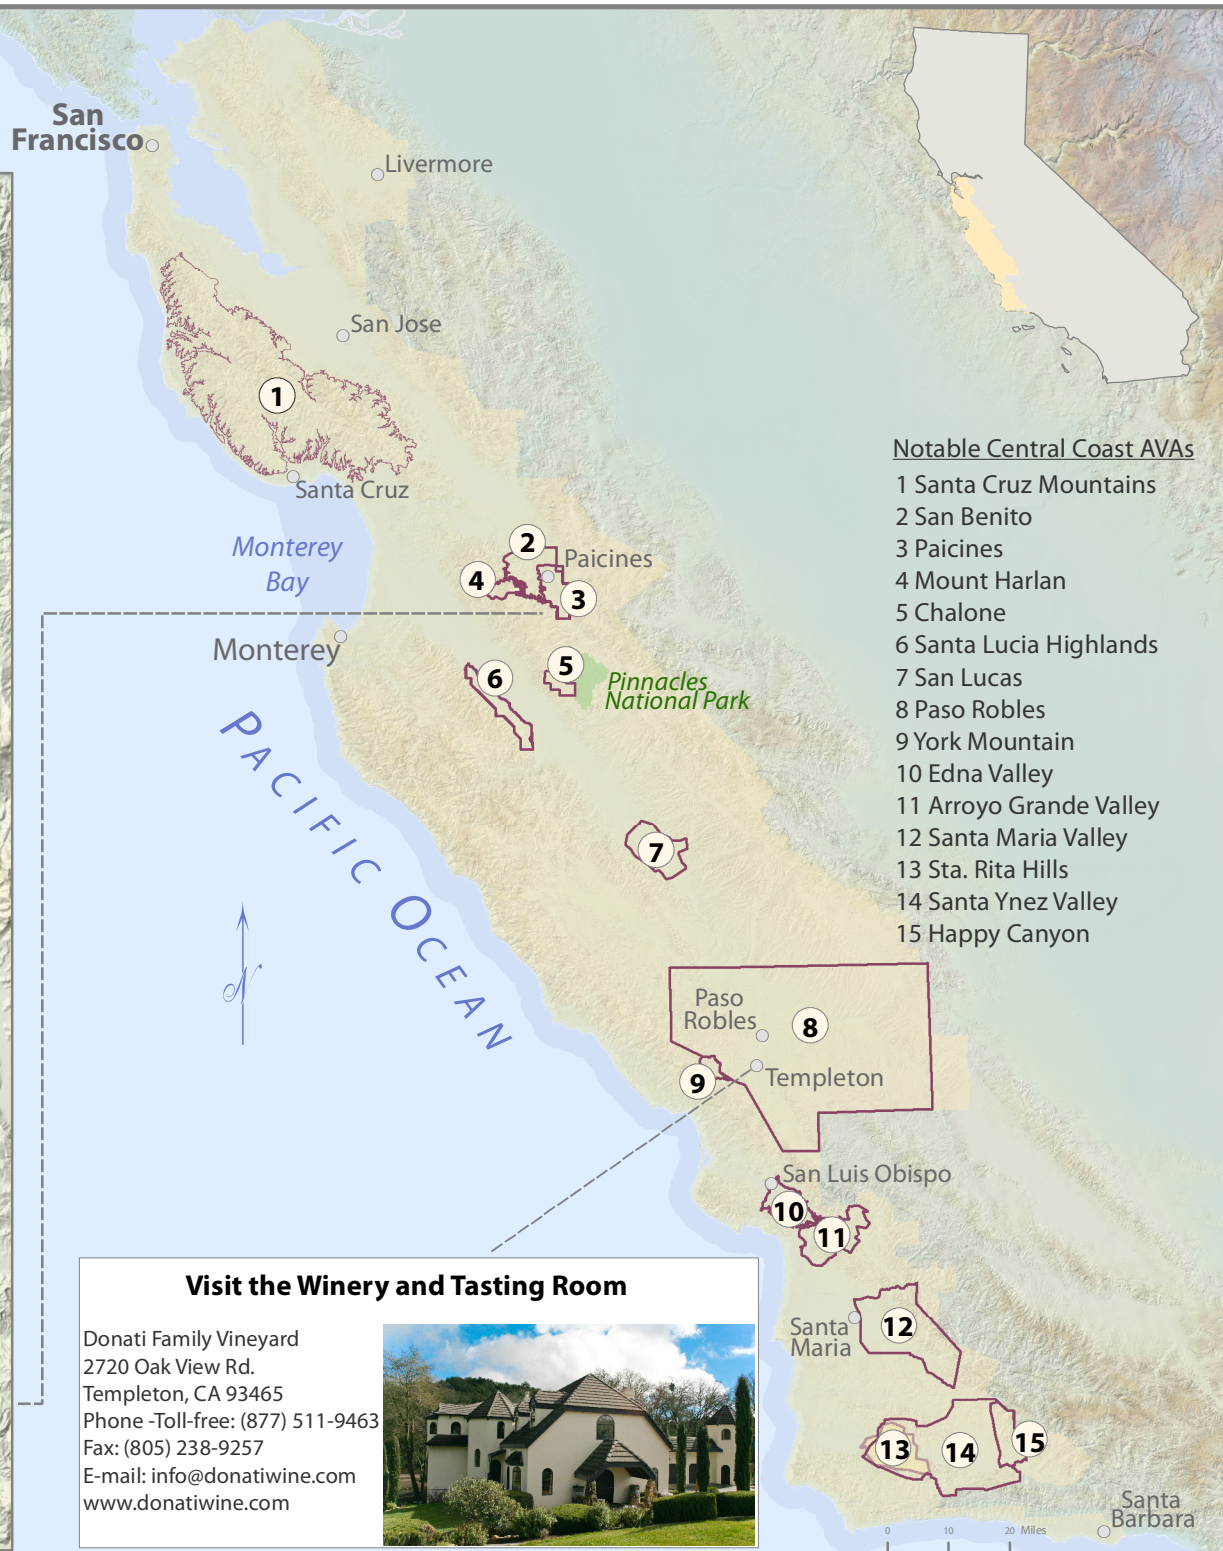 San
Francisco
Livermore
San Jose
1
Santa Cruz
Monterey
Bay
2
Paicines
4
3
Monterey
5
6
Pinnacles
National Park
PACIFIC OCEAN
7
N
Notable Central Coast AVAs
1 Santa Cruz Mountains
2 San Benito
3 Paicines
4 Mount Harlan
5 Chalone
6 Santa Lucia Highlands
7 San Lucas
8 Paso Robles
9 York Mountain
10 Edna Valley
11 Arroyo Grande Valley
12 Santa Maria Valley
13 Sta. Rita Hills
14 Santa Ynez Valley
15 Happy Canyon
Paso
Robles
8
9
Templeton
San Luis Obispo
10
11
Santa
Maria
12
13
14
15
Santa
Barbara
0 10 20 Miles
Visit the Winery and Tasting Room
Donati Family Vineyard
2720 Oak View Rd.
Templeton, CA 93465
Phone -Toll-free: (877) 511-9463
Fax: (805) 238-9257
E-mail: info@donatiwine.com
www.donatiwine.com